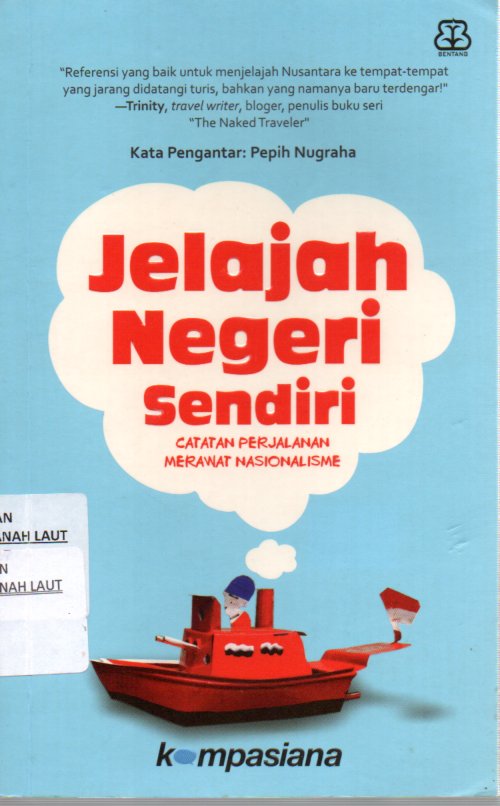 BENTANG
"Referensi yang baik untuk menjelajah Nusantara ke tempat-tempat
yang jarang didatangi turis, bahkan yang namanya baru terdengar!"
—Trinity, travel writer, bloger, penulis buku seri
"The Naked Traveler"
Kata Pengantar: Pepih Nugraha
Jelajah
Negeri
Sendiri
CATATAN PERJALANAN
MERAWAT NASIONALISME
AN
ANAH LAUT
N
NAH LAUT
kompasiana